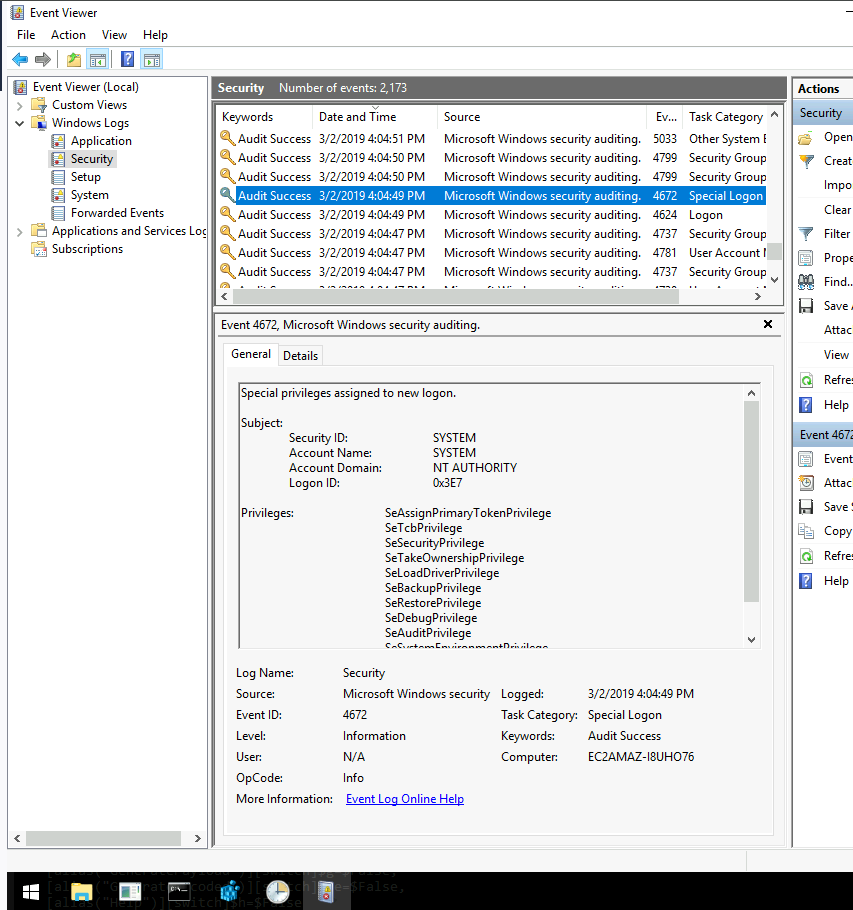 Event Viewer
File Action View Help
Event Viewer (Local)
Custom Views
Windows Logs
Application
Security
Setup
System
Forwarded Events
Applications and Services Log
Subscriptions
Security Number of events: 2,173
Keywords Date and Time Source Ev... Task Category
Audit Success 3/2/2019 4:04:51 PM Microsoft Windows security auditing. 5033 Other System E
Audit Success 3/2/2019 4:04:50 PM Microsoft Windows security auditing. 4799 Security Group
Audit Success 3/2/2019 4:04:50 PM Microsoft Windows security auditing. 4799 Security Group
Audit Success 3/2/2019 4:04:49 PM Microsoft Windows security auditing. 4672 Special Logon
Audit Success 3/2/2019 4:04:49 PM Microsoft Windows security auditing. 4624 Logon
Audit Success 3/2/2019 4:04:47 PM Microsoft Windows security auditing. 4737 Security Group
Audit Success 3/2/2019 4:04:47 PM Microsoft Windows security auditing. 4781 User Account
Audit Success 3/2/2019 4:04:47 PM Microsoft Windows security auditing. 4737 Security Group
Event 4672, Microsoft Windows security auditing.
General Details
Special privileges assigned to new logon.
Subject:
Security ID: SYSTEM
Account Name: SYSTEM
Account Domain: NT AUTHORITY
Logon ID: 0x3E7
Privileges: SeAssignPrimaryTokenPrivilege
SeTcbPrivilege
SeSecurityPrivilege
SeTakeOwnershipPrivilege
SeLoadDriverPrivilege
SeBackupPrivilege
SeRestorePrivilege
SeDebugPrivilege
SeAuditPrivilege
SeSystemEnvironmentPrivilege
Log Name: Security
Source: Microsoft Windows security Logged: 3/2/2019 4:04:49 PM
Event ID: 4672 Task Category: Special Logon
Level: Information Keywords: Audit Success
User: N/A Computer: EC2AMAZ-I8UHO76
OpCode: Info
More Information: Event Log Online Help
Actions
Security
Open
Creat
Impo
Clear
Filter
Prope
Find...
Save
Attac
View
Refre
Help
Event 4672
Event
Attac
Save S
Copy
Refre
Help